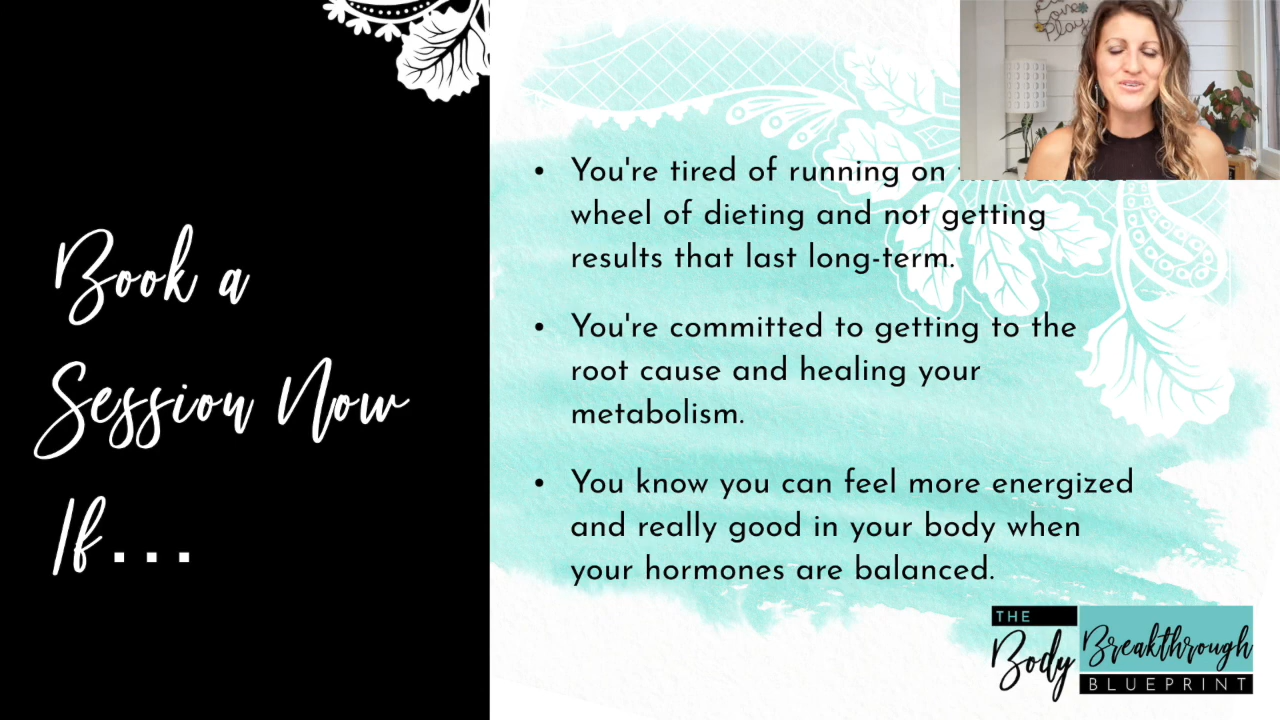 Book a
Session Now
If...
You're tired of running on
wheel of dieting and not getting
results that last long-term.
You're committed to getting to the
root cause and healing your
metabolism.
You know you can feel more energized
and really good in your body when
your hormones are balanced.
Love
Play
THE
Body Breakthrough
BLUEPRINT